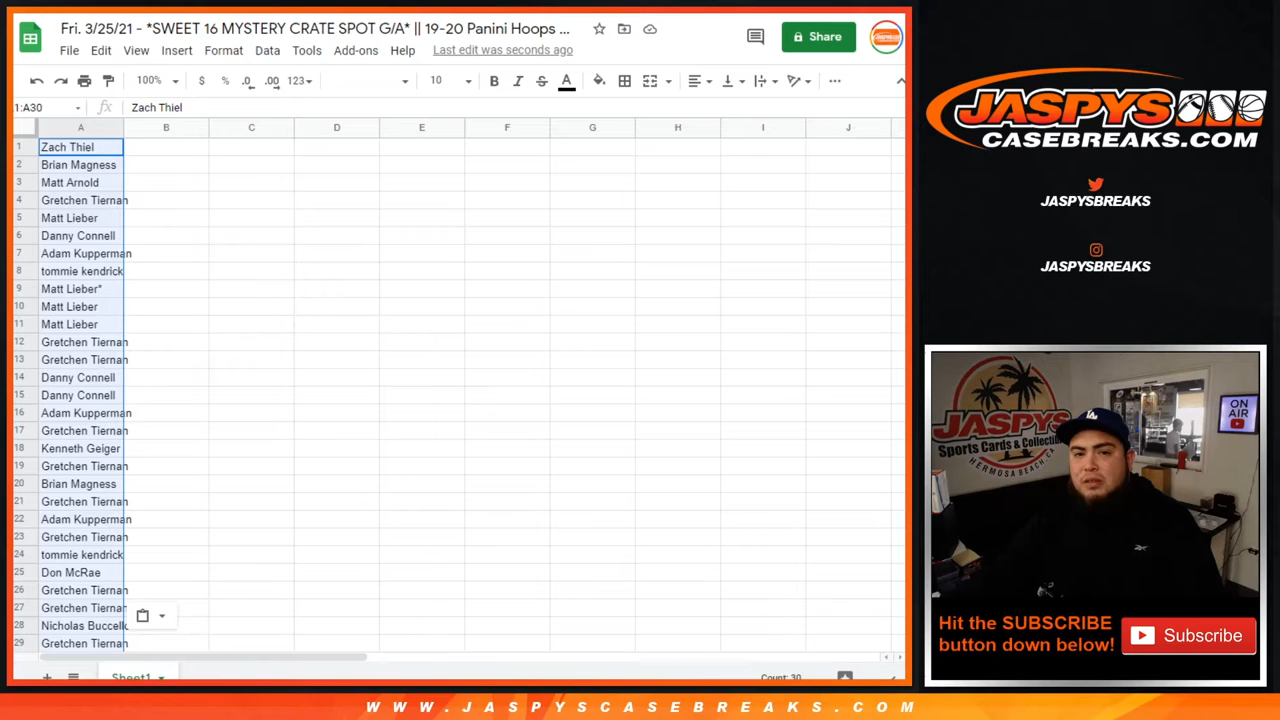 Fri. 3/25/21 - *SWEET 16 MYSTERY CRATE SPOT G/A* || 19-20 Panini Hoops ...
File Edit View Insert Format Data Tools Add-ons Help Last edit was seconds ago
Share
100% $ % .0 .00 123 10 B I S A
1:A30 fx Zach Thiel
A B C D E F G H I J
1 Zach Thiel
2 Brian Magness
3 Matt Arnold
4 Gretchen Tiernan
5 Matt Lieber
6 Danny Connell
7 Adam Kupperman
8 tommie kendrick
9 Matt Lieber*
10 Matt Lieber
11 Matt Lieber
12 Gretchen Tiernan
13 Gretchen Tiernan
14 Danny Connell
15 Danny Connell
16 Adam Kupperman
17 Gretchen Tiernan
18 Kenneth Geiger
19 Gretchen Tiernan
20 Brian Magness
21 Gretchen Tiernan
22 Adam Kupperman
23 Gretchen Tiernan
24 tommie kendrick
25 Don McRae
26 Gretchen Tiernan
27 Gretchen Tiernan
28 Nicholas Buccell
29 Gretchen Tiernan
Sheet1
Count: 30
JASPYS
CASEBREAKS.COM
JASPYSBREAKS
JASPYSBREAKS
JASPYS
Sports Cards & Collectib
HERMOSA BEACH, CA
ON
AIR
LA
Hit the SUBSCRIBE
button down below!
Subscribe
WWW.JASPYSCASEBREAKS.COM